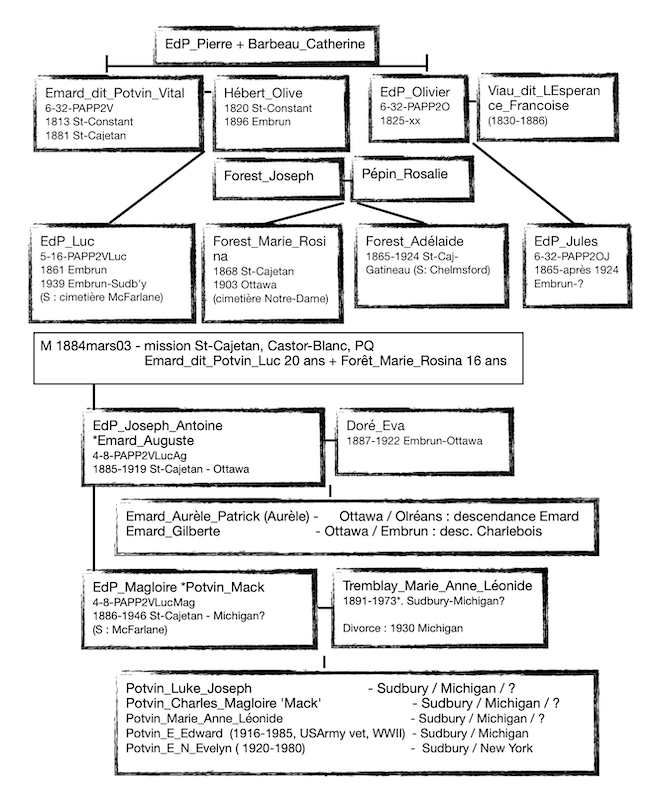 EdP_Pierre + Barbeau_Catherine
Emard_dit_Potvin_Vital
6-32-PAPP2V
1813 St-Constant
1881 St-Cajetan
Hébert_Olive
1820 St-Constant
1896 Embrun
EdP_Olivier
6-32-PAPP2O
1825-xx
Viau_dit_LEsperan
ce_Francoise
(1830-1886)
Forest_Joseph
Pépin_Rosalie
EdP_Luc
5-16-PAPP2VLuc
1861 Embrun
1939 Embrun-Sudb'y
(S : cimetière McFarlane)
Forest_Marie_Rosi
na
1868 St-Cajetan
1903 Ottawa
(cimetière Notre-Dame)
Forest_Adélaide
1865-1924 St-Caj-
Gatineau (S: Chelmsford)
EdP_Jules
6-32-PAPP2OJ
1865-après 1924
Embrun-?
M 1884mars03 - mission St-Cajetan, Castor-Blanc, PQ
Emard_dit_Potvin_Luc 20 ans + Forêt_Marie_Rosina 16 ans
EdP_Joseph_Antoine
*Emard_Auguste
4-8-PAPP2VLucAg
1885-1919 St-Cajetan - Ottawa
Doré_Eva
1887-1922 Embrun-Ottawa
Emard_Aurèle_Patrick (Aurèle) - Ottawa / Olréans : descendance Emard
Emard_Gilberte - Ottawa / Embrun : desc. Charlebois
EdP_Magloire *Potvin_Mack
4-8-PAPP2VLucMag
1886-1946 St-Cajetan - Michigan?
(S : McFarlane)
Tremblay_Marie_Anne_Léonide
1891-1973*. Sudbury-Michigan?
Divorce : 1930 Michigan
Potvin_Luke_Joseph - Sudbury / Michigan / ?
Potvin_Charles_Magloire 'Mack' - Sudbury / Michigan / ?
Potvin_Marie_Anne_Léonide - Sudbury / Michigan / ?
Potvin_E_Edward (1916-1985, USArmy vet, WWII) - Sudbury / Michigan
Potvin_E_N_Evelyn ( 1920-1980) - Sudbury / New York